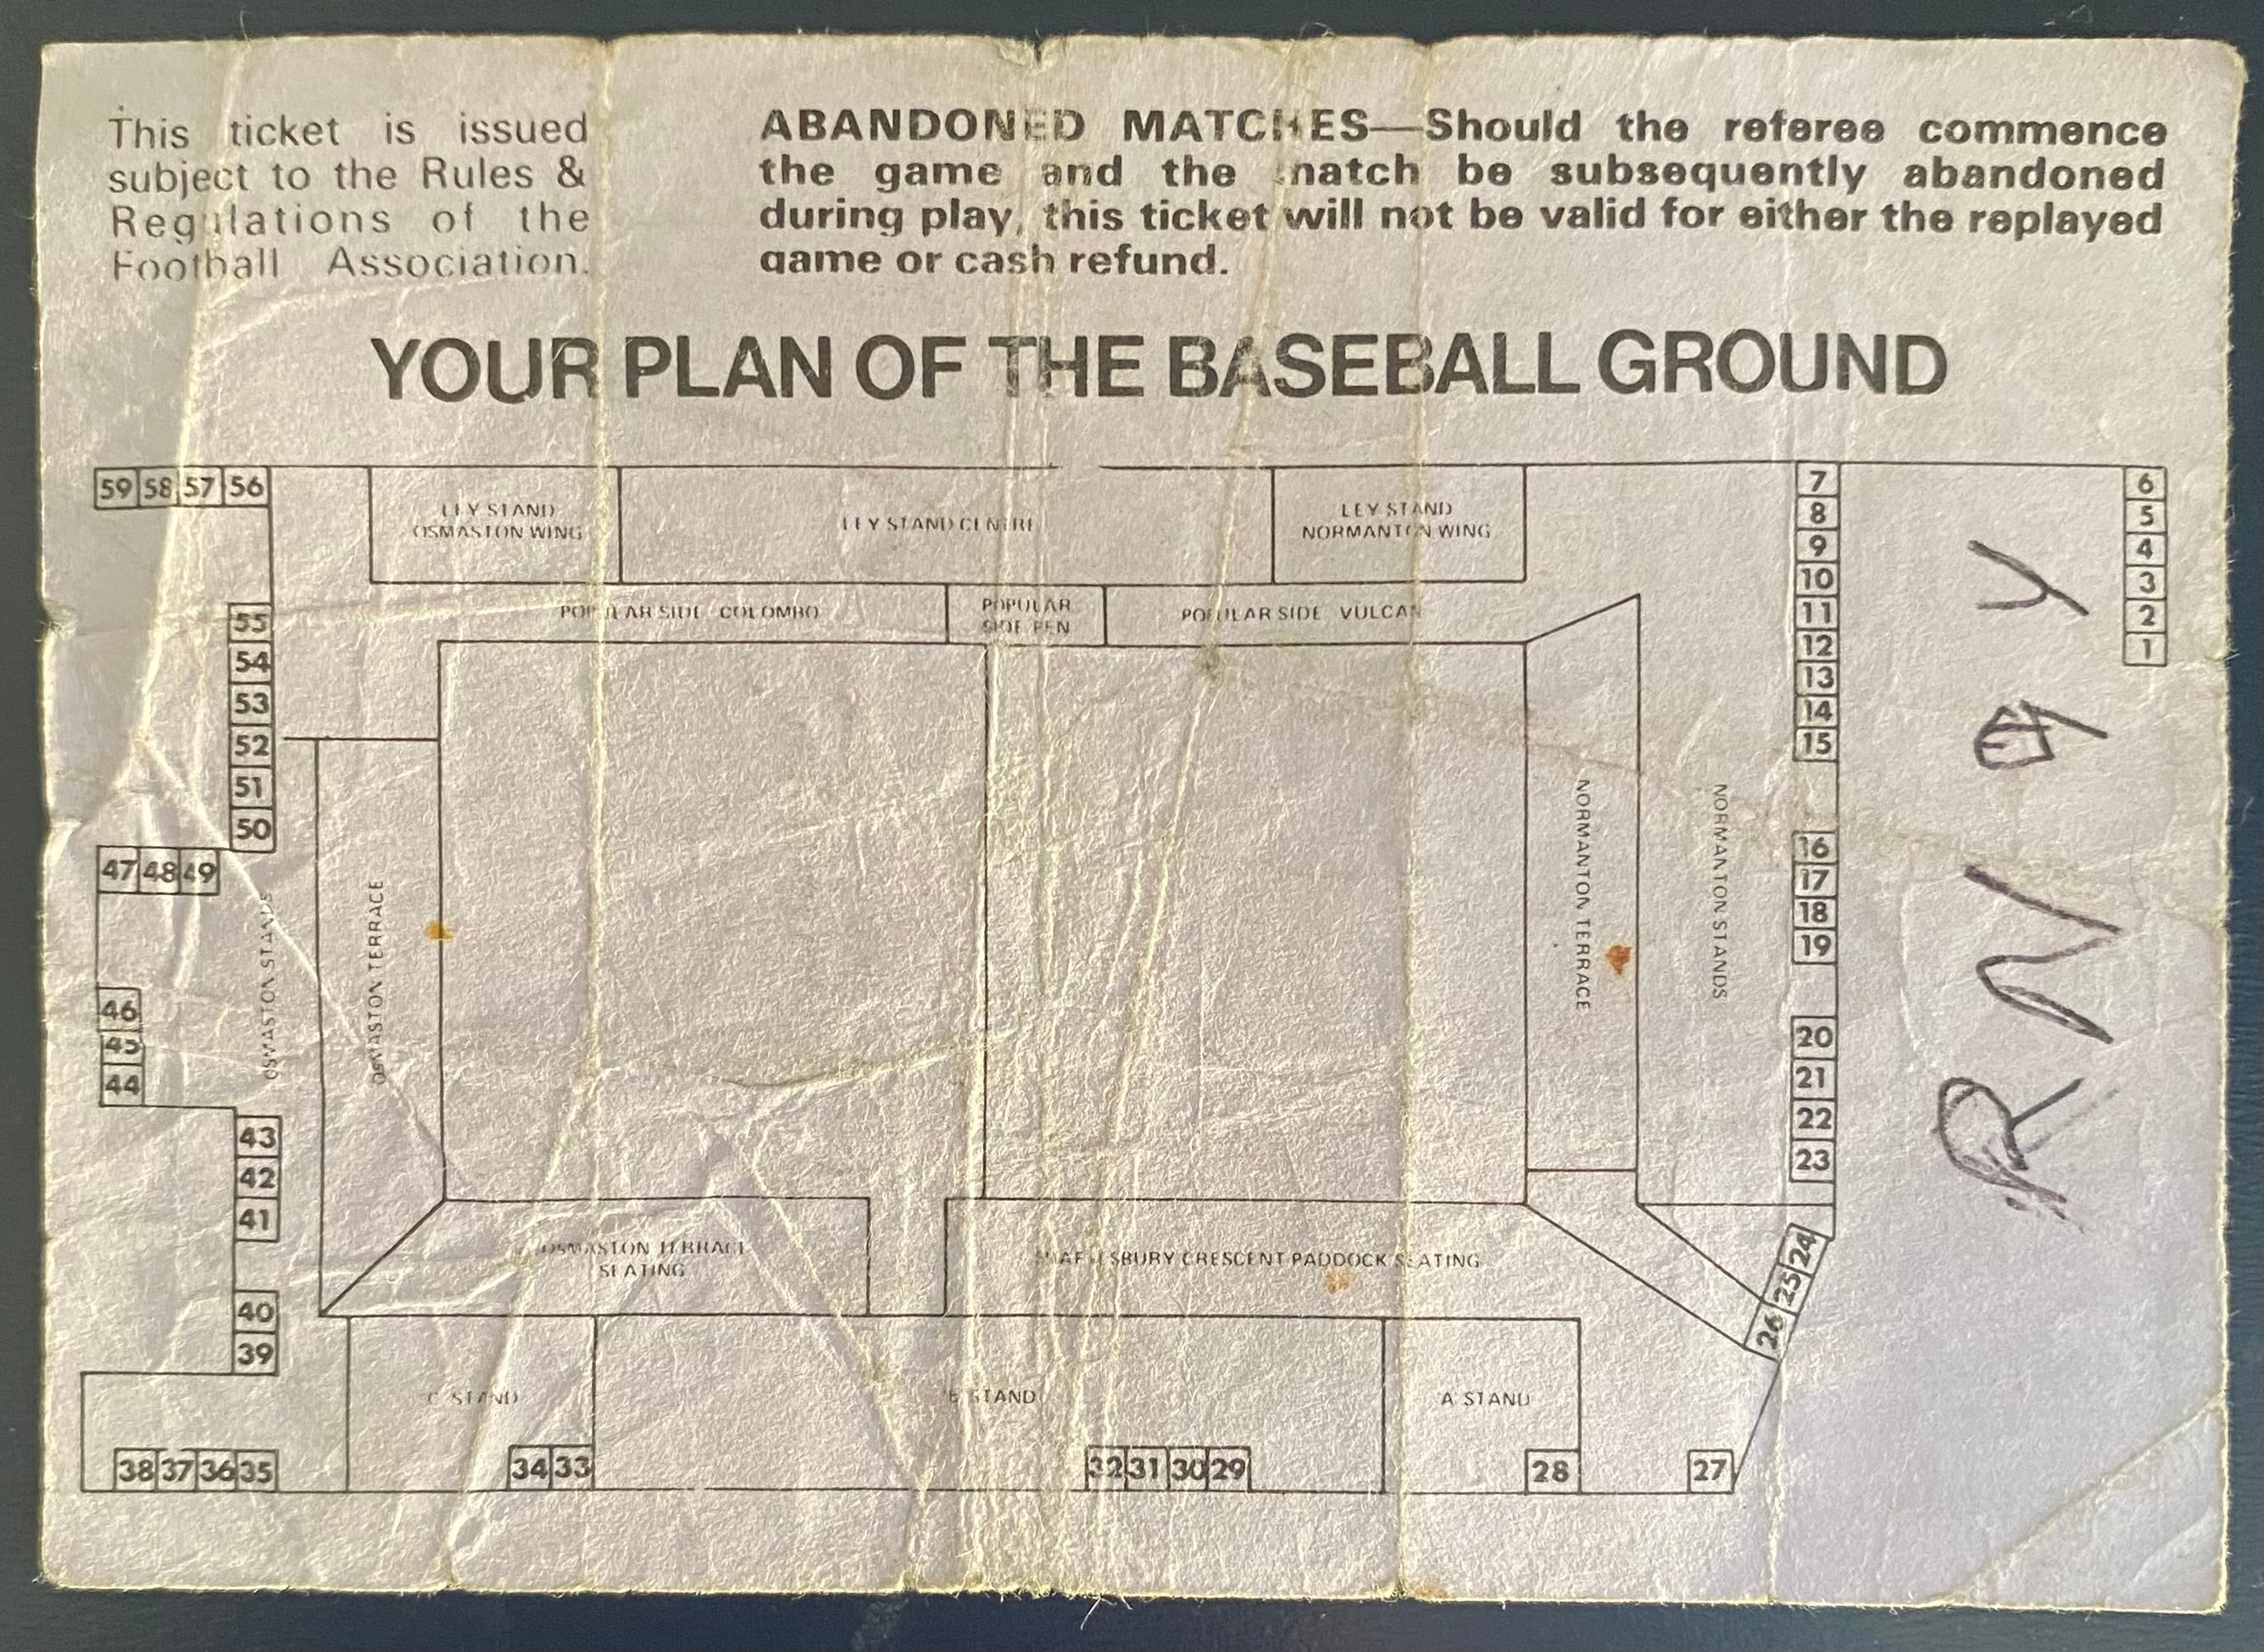 This ticket is issued
subject to the Rules &
Regulations of the
Football Association.
ABANDONED MATCHES—Should the referee commence
the game and the match be subsequently abandoned
during play, this ticket will not be valid for either the replayed
game or cash refund.
YOUR PLAN OF THE BASEBALL GROUND
59 58 57 56
LEY STAND
OSMASTON WING
LEY STAND CENTRE
LEY STAND
NORMANTON WING
7
8
9
10
11
12
13
14
15
6
5
4
3
2
1
POPULAR SIDE COLOMBO
POPULAR
SIDE PEN
POPULAR SIDE VULCAN
55
54
53
52
51
50
47 48 49
OSMASTON STANDS
OSMASTON TERRACE
NORMANTON TERRACE
NORMANTON STANDS
16
17
18
19
46
45
44
20
21
22
23
43
42
41
40
39
OSMASTON TERRACE
SEATING
SHAFTESBURY CRESCENT PADDOCK SEATING
24
25
26
C STAND
B STAND
A STAND
38 37 36 35
34 33
32 31 30 29
28
27